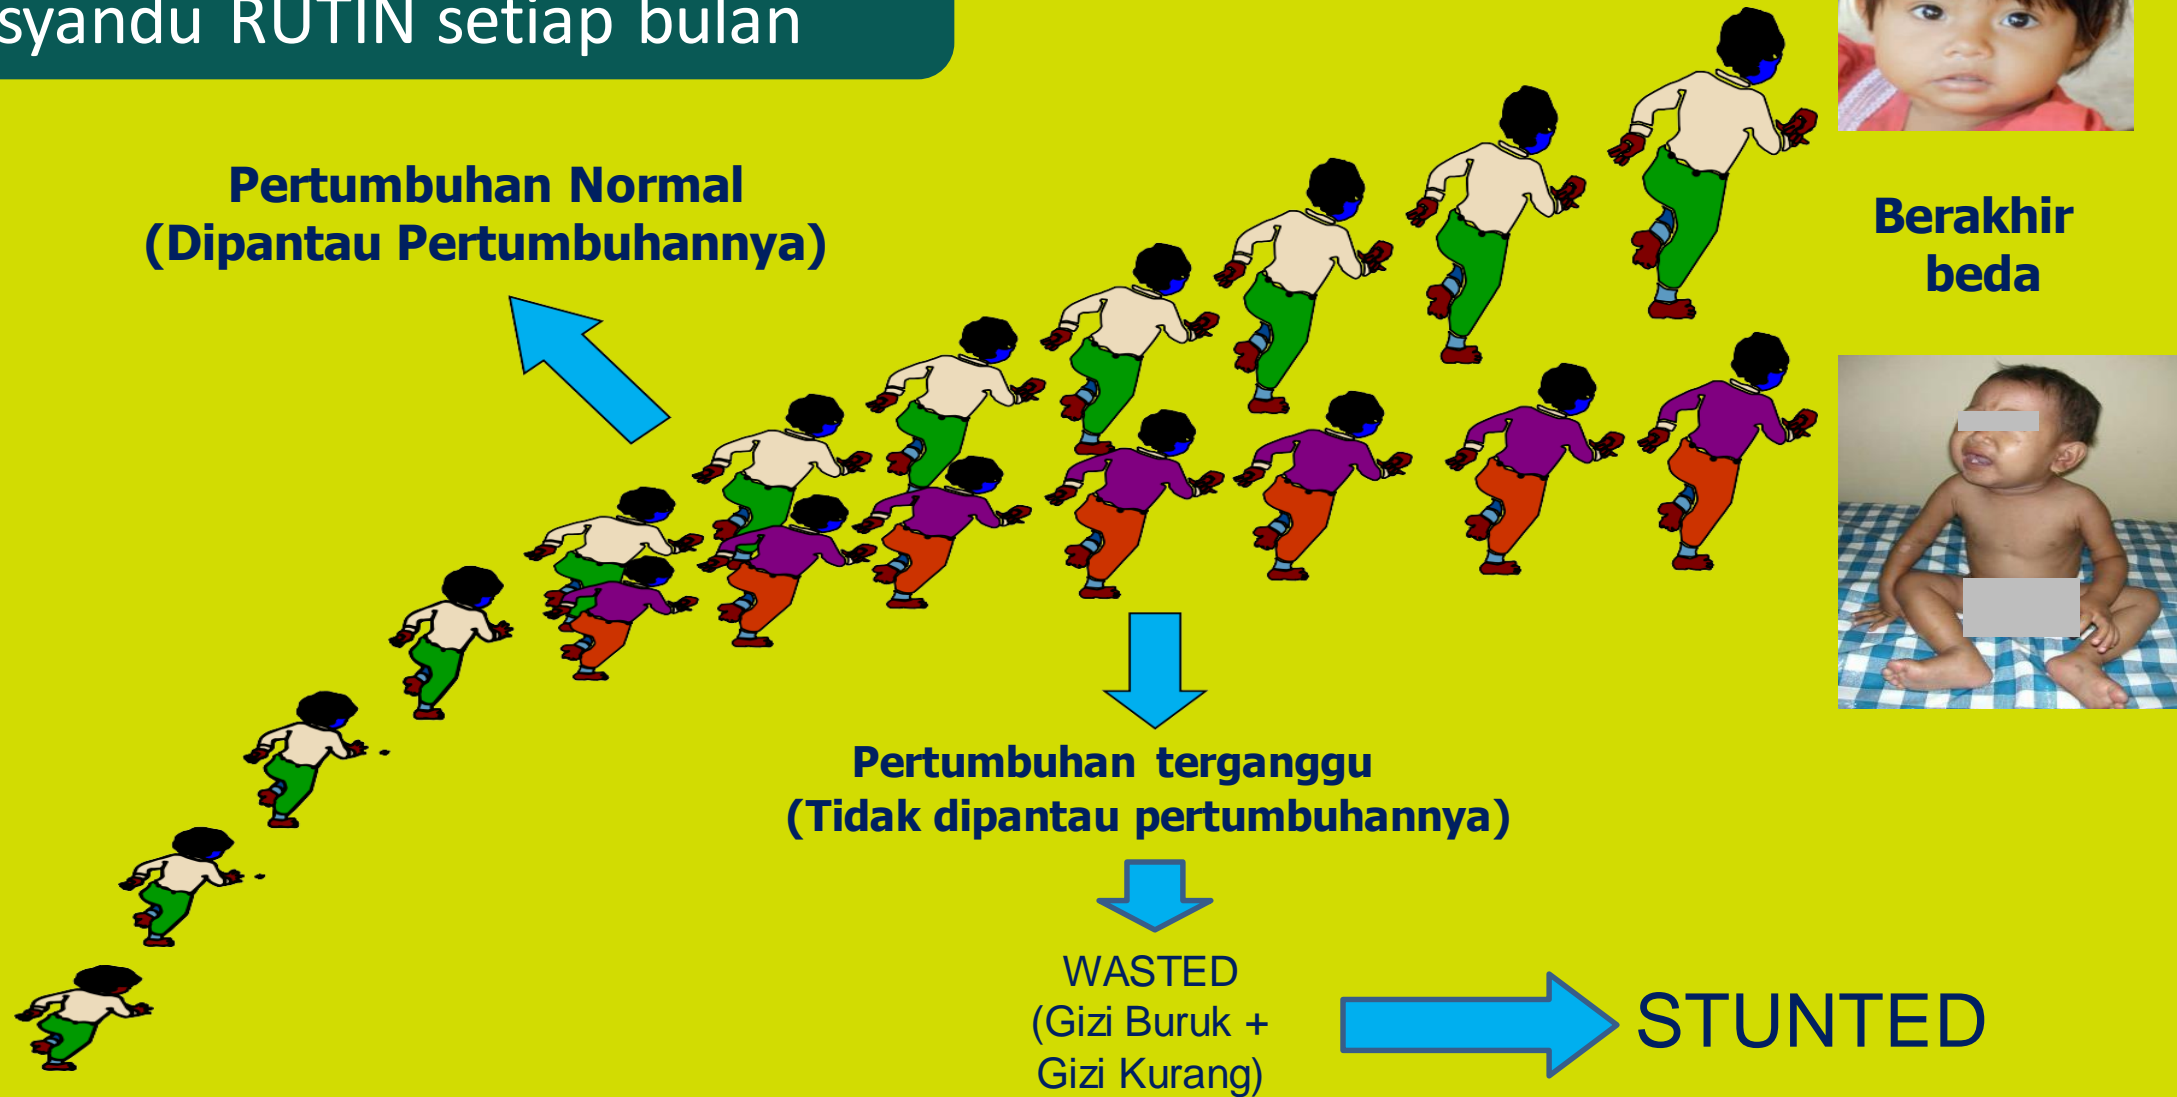 syandu RUTIN setiap bulan
Pertumbuhan Normal
(Dipantau Pertumbuhannya)
Berakhir
beda
Pertumbuhan terganggu
(Tidak dipantau pertumbuhannya)
WASTED
(Gizi Buruk +
Gizi Kurang)
STUNTED